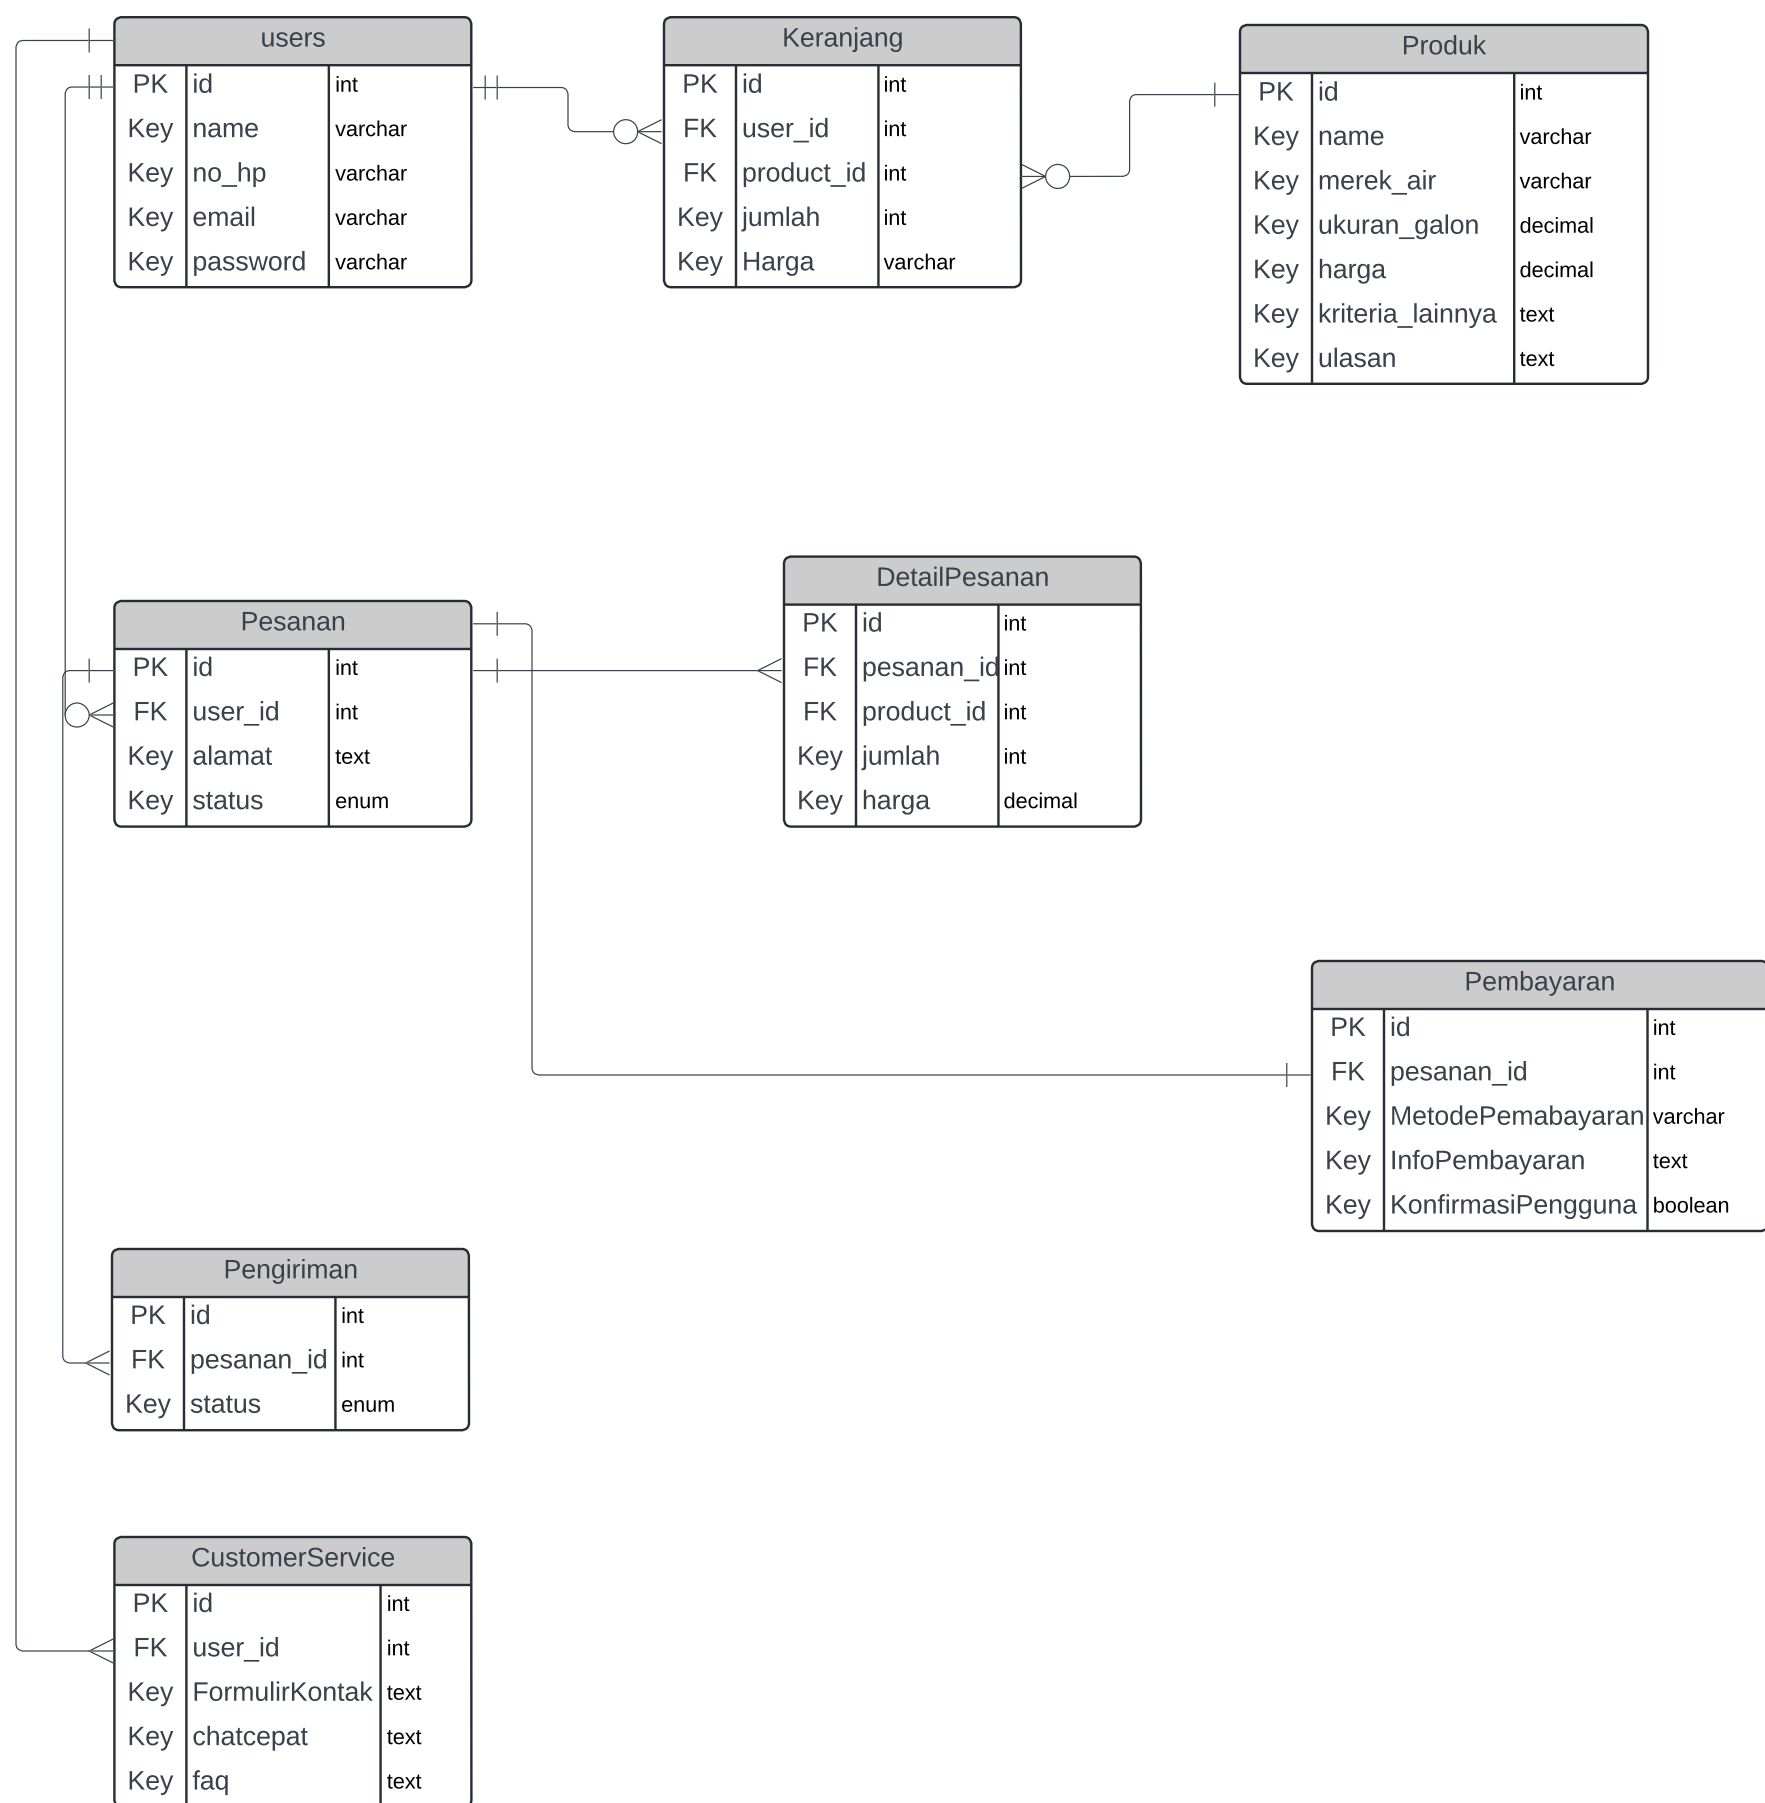 users
PK id int
Key name varchar
Key no_hp varchar
Key email varchar
Key password varchar
Keranjang
PK id int
FK user_id int
FK product_id int
Key jumlah int
Key Harga varchar
Produk
PK id int
Key name varchar
Key merek_air varchar
Key ukuran_galon decimal
Key harga decimal
Key kriteria_lainnya text
Key ulasan text
Pesanan
PK id int
FK user_id int
Key alamat text
Key status enum
DetailPesanan
PK id int
FK pesanan_id int
FK product_id int
Key jumlah int
Key harga decimal
Pembayaran
PK id int
FK pesanan_id int
Key MetodePemabayaran varchar
Key InfoPembayaran text
Key KonfirmasiPengguna boolean
Pengiriman
PK id int
FK pesanan_id int
Key status enum
CustomerService
PK id int
FK user_id int
Key FormulirKontak text
Key chatcepat text
Key faq text